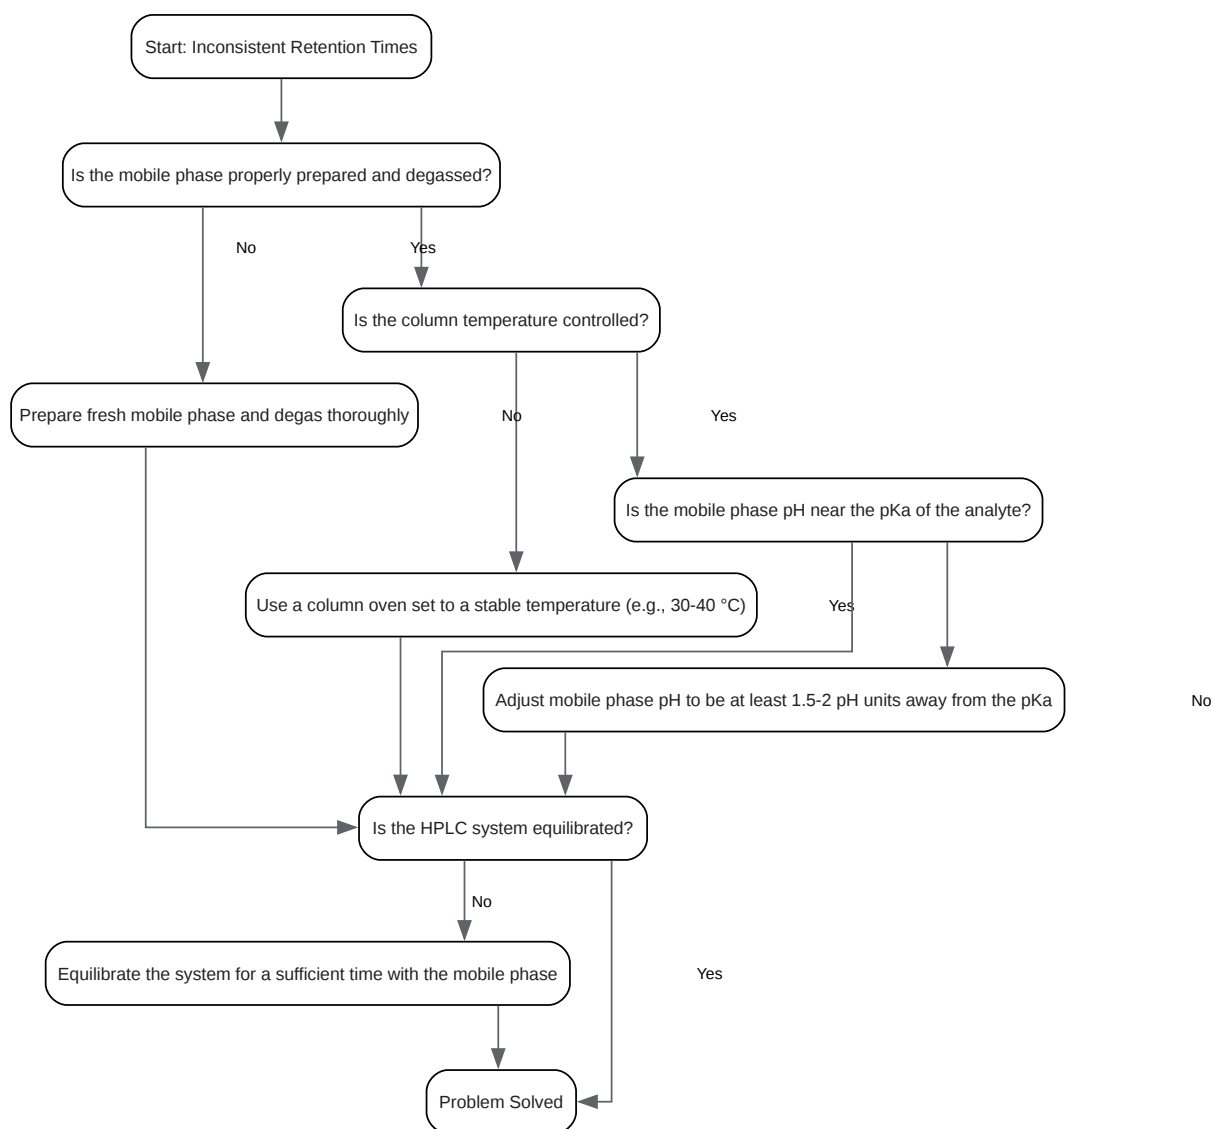 Start: Inconsistent Retention Times
Is the mobile phase properly prepared and degassed?
No
Yes
Is the column temperature controlled?
Prepare fresh mobile phase and degas thoroughly
No
Yes
Is the mobile phase pH near the pKa of the analyte?
Use a column oven set to a stable temperature (e.g., 30-40 °C)
Yes
Adjust mobile phase pH to be at least 1.5-2 pH units away from the pKa
No
Is the HPLC system equilibrated?
No
Equilibrate the system for a sufficient time with the mobile phase
Yes
Problem Solved